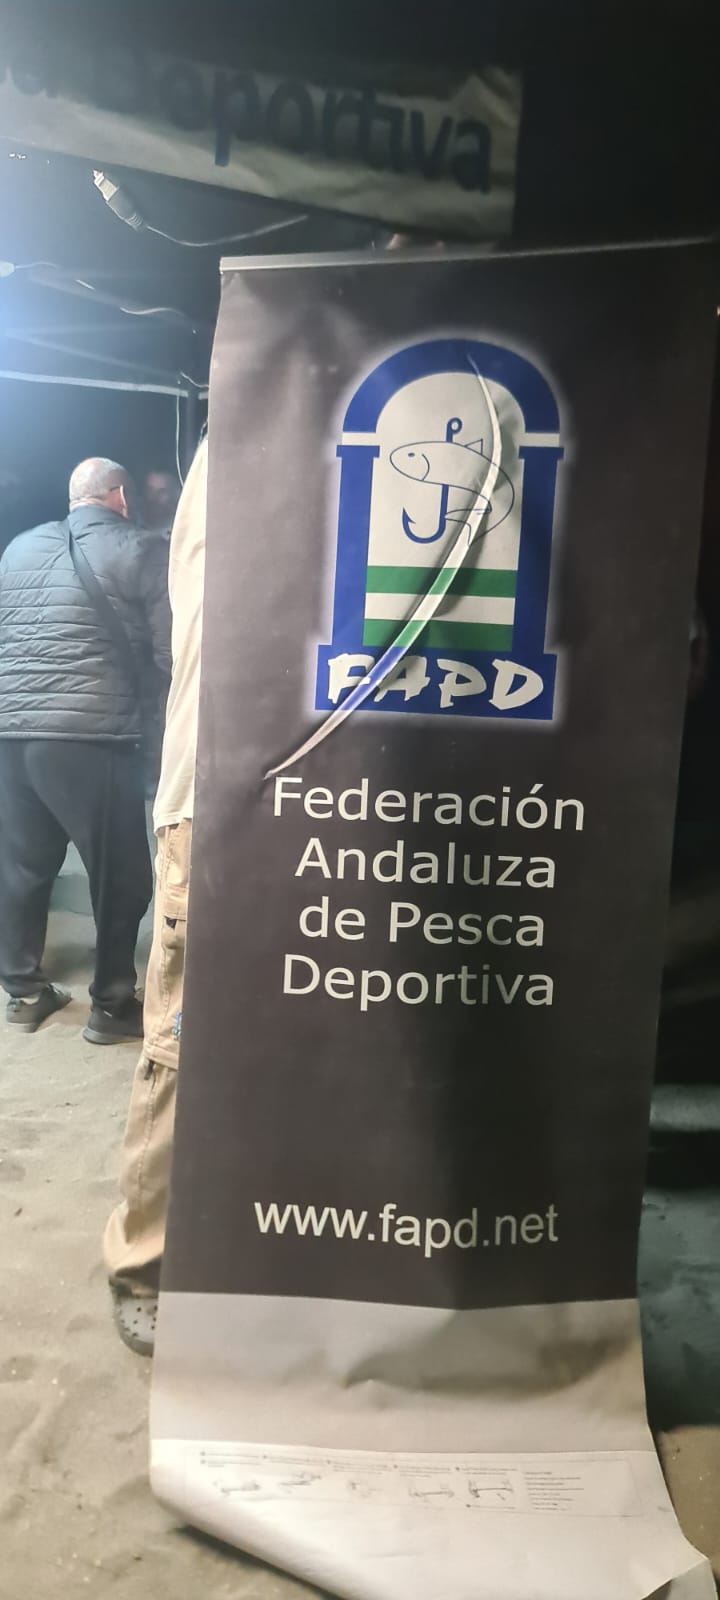 Deportiva
FAPD
Federación
Andaluza
de Pesca
Deportiva
www.fapd.net